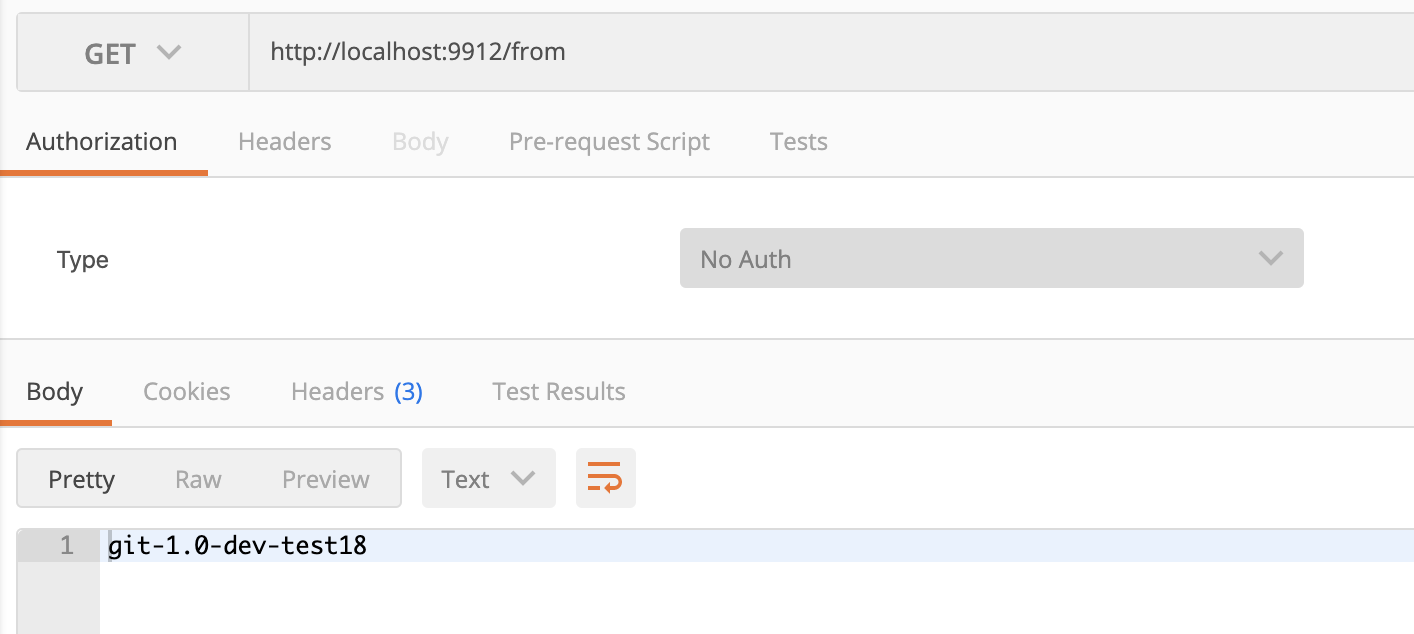 GET http://localhost:9912/from
Authorization Headers Body Pre-request Script Tests
Type No Auth
Body Cookies Headers (3) Test Results
Pretty Raw Preview Text
1 git-1.0-dev-test18